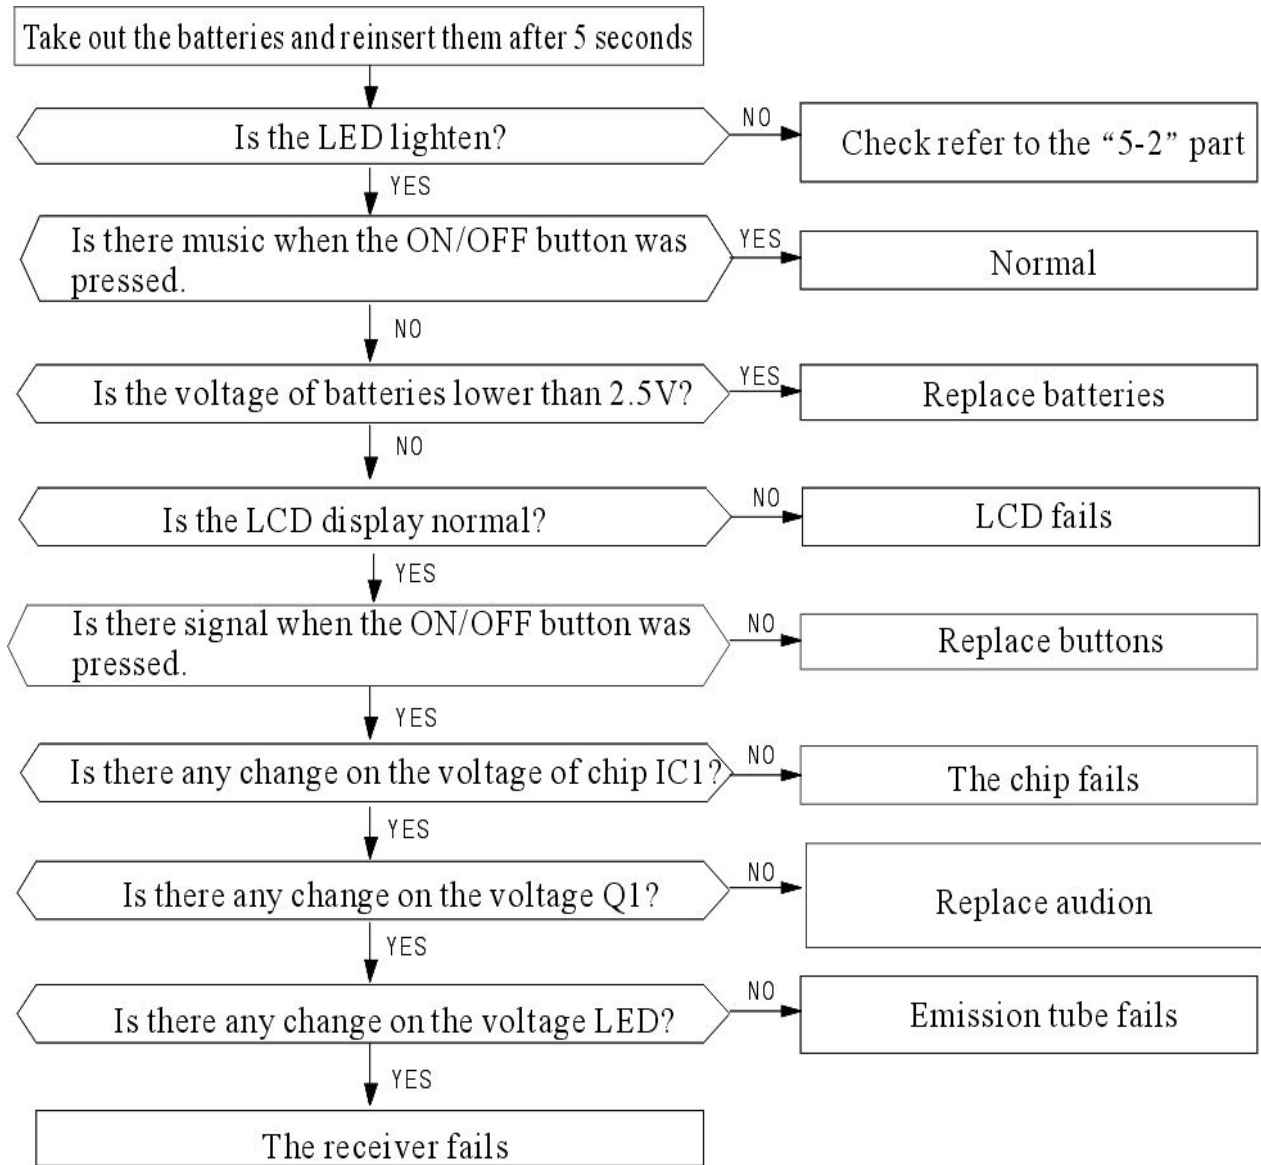 Take out the batteries and reinsert them after 5 seconds
Is the LED lighten?
NO
Check refer to the “5-2” part
YES
Is there music when the ON/OFF button was
pressed.
YES
Normal
NO
Is the voltage of batteries lower than 2.5V?
YES
Replace batteries
NO
Is the LCD display normal?
NO
LCD fails
YES
Is there signal when the ON/OFF button was
pressed.
NO
Replace buttons
YES
Is there any change on the voltage of chip IC1?
NO
The chip fails
YES
Is there any change on the voltage Q1?
NO
Replace audion
YES
Is there any change on the voltage LED?
NO
Emission tube fails
YES
The receiver fails